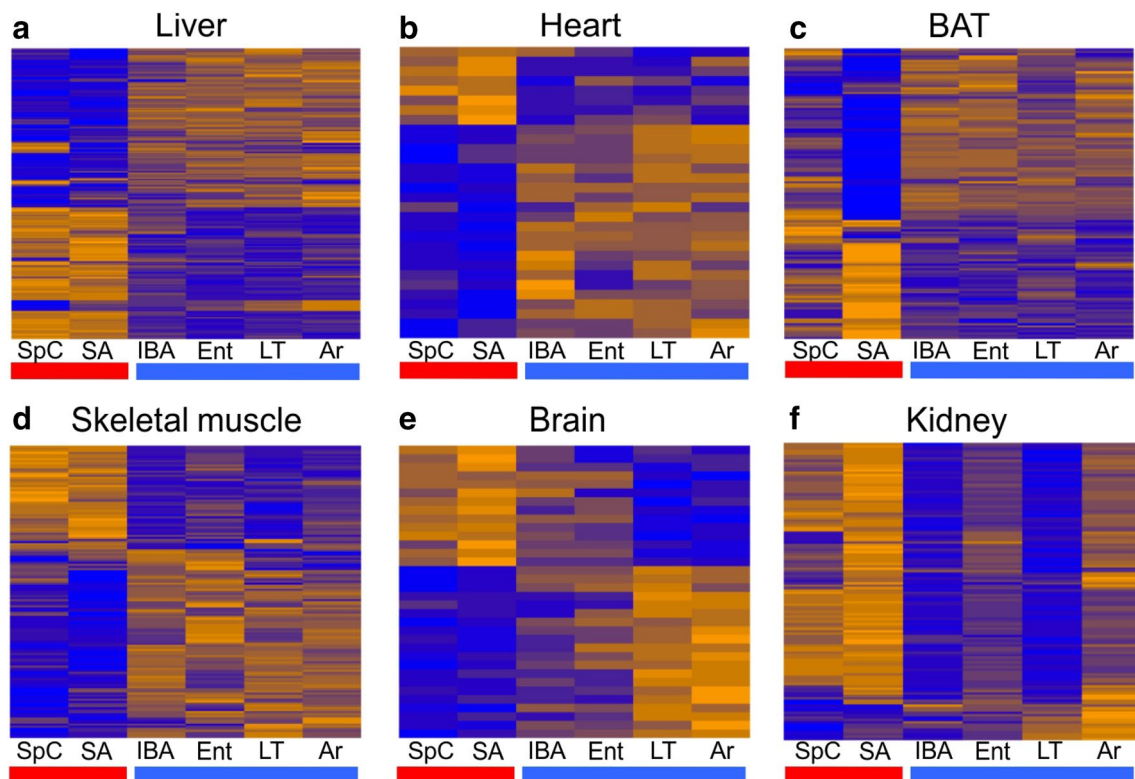 a Liver
b Heart
c BAT
SpC SA IBA Ent LT Ar
SpC SA IBA Ent LT Ar
SpC SA IBA Ent LT Ar
d Skeletal muscle
e Brain
f Kidney
SpC SA IBA Ent LT Ar
SpC SA IBA Ent LT Ar
SpC SA IBA Ent LT Ar